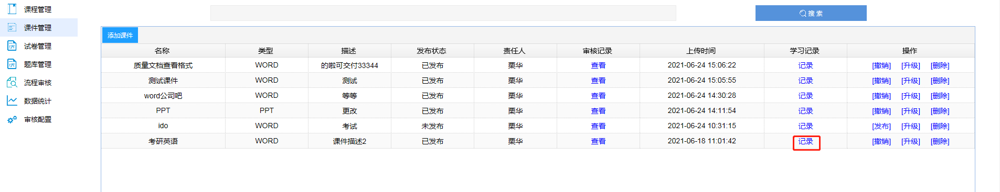 课程管理
课件管理
试卷管理
题库管理
流程审核
数据统计
审核配置
搜 索
添加课件
名称 类型 描述 发布状态 责任人 审核记录 上传时间 学习记录 操作
质量文档查看格式 WORD 的啦可交付33344 已发布 栗华 查看 2021-06-24 15:06:22 记录 [撤销] [升级] [删除]
测试课件 WORD 测试 已发布 栗华 查看 2021-06-24 15:05:55 记录 [撤销] [升级] [删除]
word公司吧 WORD 等等 已发布 栗华 查看 2021-06-24 14:30:28 记录 [撤销] [升级] [删除]
PPT PPT 更改 已发布 栗华 查看 2021-06-24 14:11:54 记录 [撤销] [升级] [删除]
ido WORD 考试 未发布 栗华 查看 2021-06-24 10:31:15 记录 [发布] [升级] [删除]
考研英语 WORD 课件描述2 已发布 栗华 查看 2021-06-18 11:01:42 记录 [撤销] [升级] [删除]